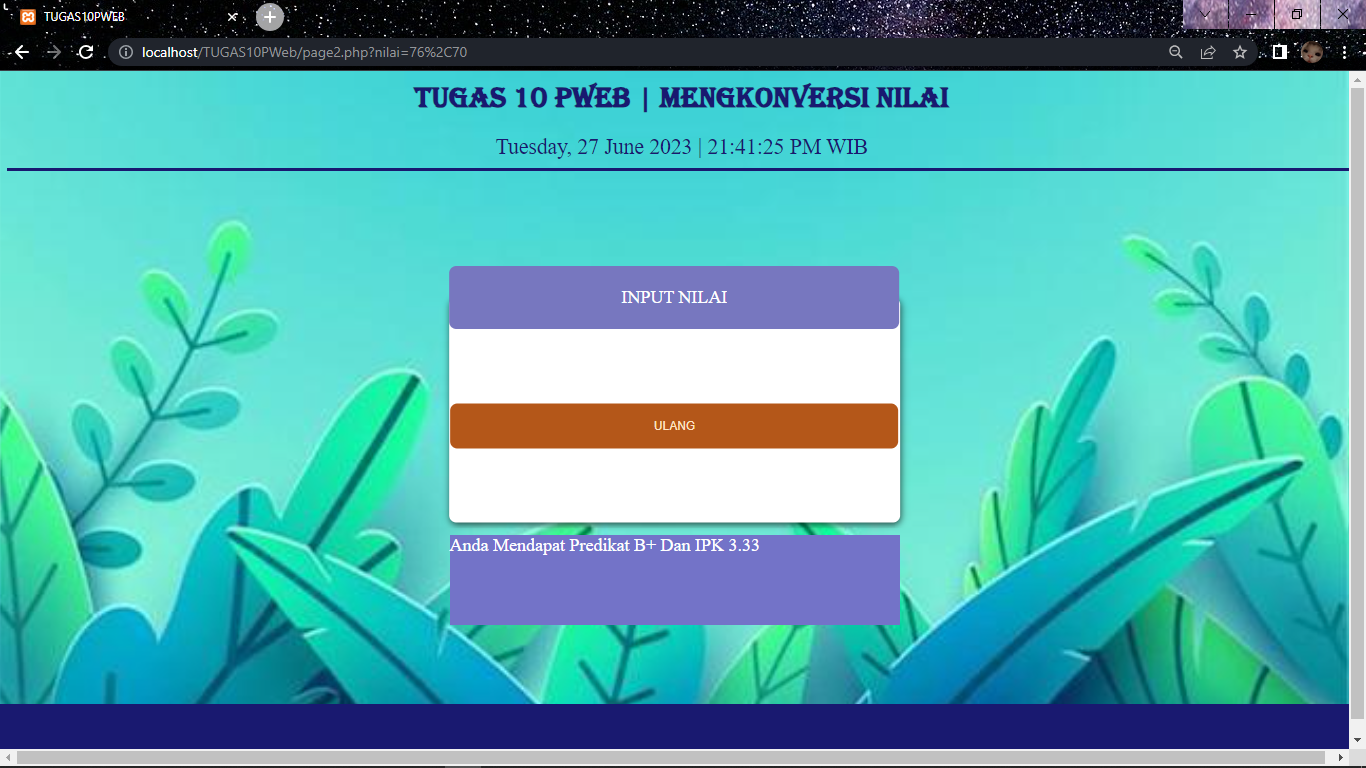 TUGAS10PWEB
localhost/TUGAS10PWeb/page2.php?nilai=76%2C70
TUGAS 10 PWEB | MENGKONVERSI NILAI
Tuesday, 27 June 2023 | 21:41:25 PM WIB
INPUT NILAI
ULANG
Anda Mendapat Predikat B+ Dan IPK 3.33